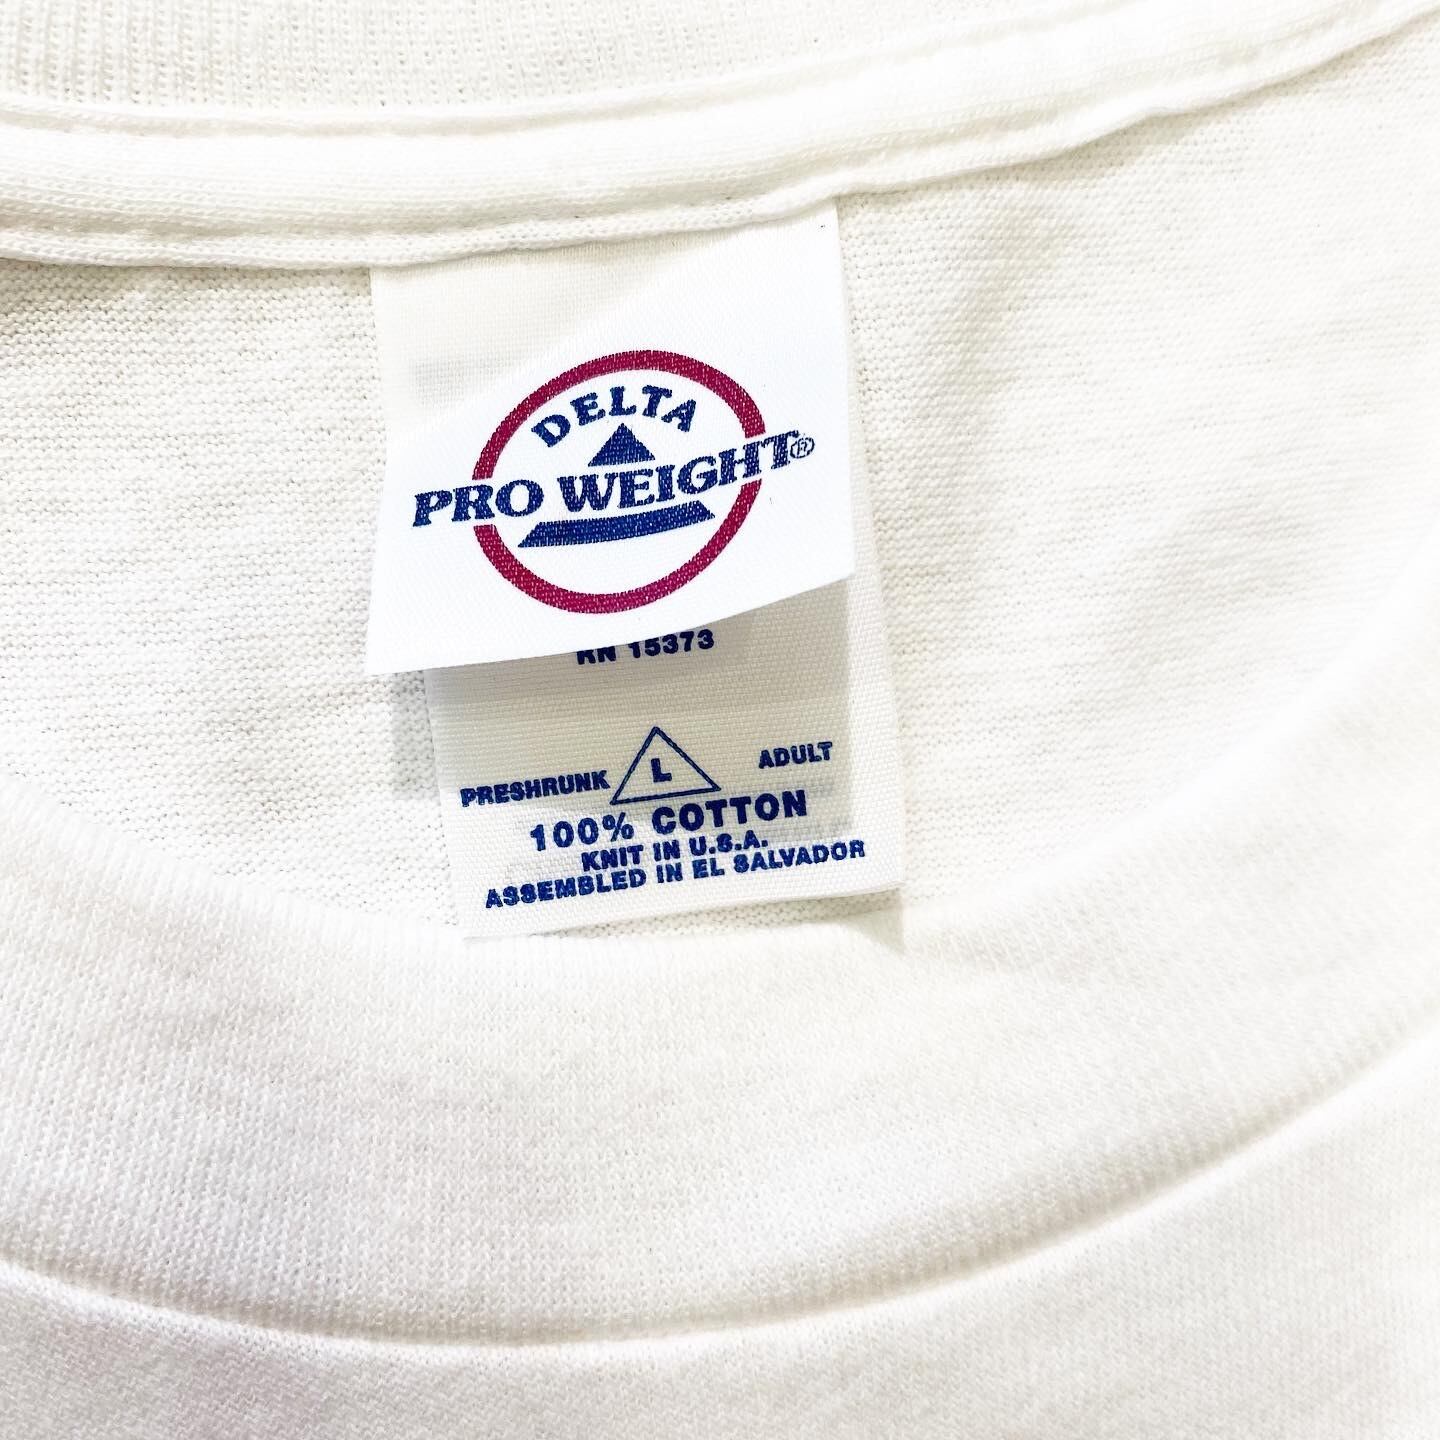 DELTA
PRO WEIGHT®
RN 15373
PRESHRUNK L ADULT
100% COTTON
KNIT IN U.S.A.
ASSEMBLED IN EL SALVADOR